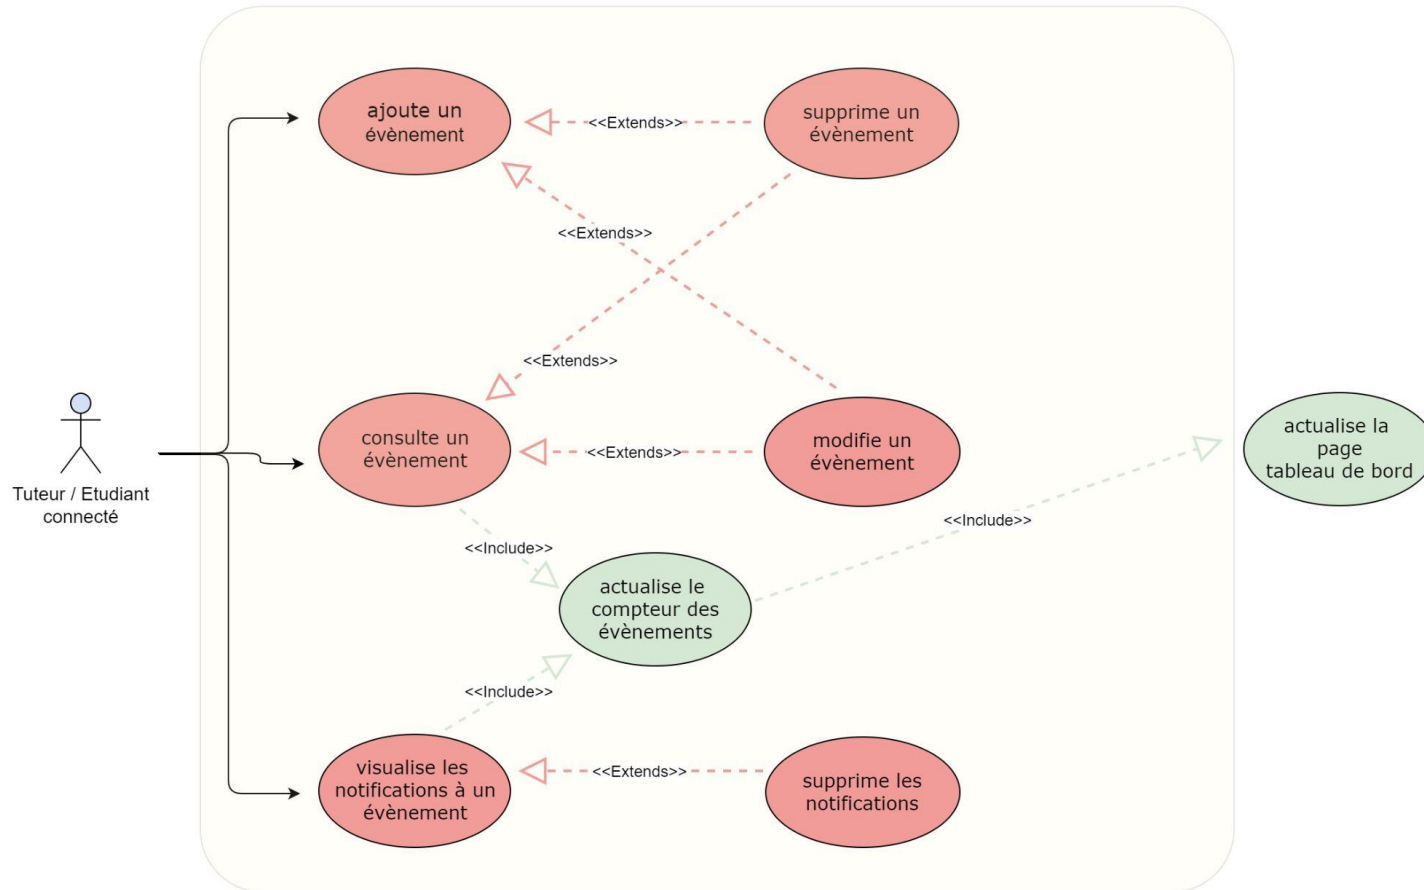 ajoute un
évènement
<<Extends>>
supprime un
évènement
<<Extends>>
<<Extends>>
consulte un
évènement
<<Extends>>
modifie un
évènement
actualise la
page
tableau de bord
Tuteur / Etudiant
connecté
<<Include>>
<<Include>>
actualise le
compteur des
évènements
<<Include>>
visualise les
notifications à un
évènement
<<Extends>>
supprime les
notifications